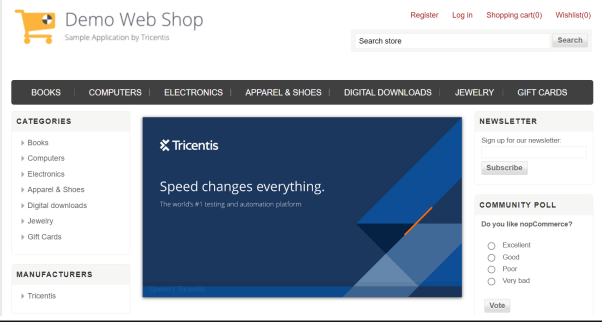 Demo Web Shop
Sample Application by Tricentis
Register Log in Shopping cart(0) Wishlist(0)
Search store Search
BOOKS COMPUTERS ELECTRONICS APPAREL & SHOES DIGITAL DOWNLOADS JEWELRY GIFT CARDS
CATEGORIES
Books
Computers
Electronics
Apparel & Shoes
Digital downloads
Jewelry
Gift Cards
MANUFACTURERS
Tricentis
Tricentis
Speed changes everything.
The world's #1 testing and automation platform
NEWSLETTER
Sign up for our newsletter:
Subscribe
COMMUNITY POLL
Do you like nopCommerce?
Excellent
Good
Poor
Very bad
Vote